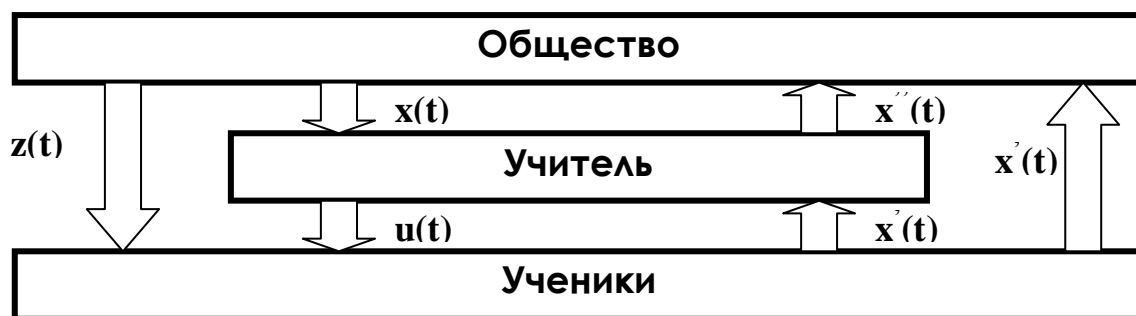 Общество
x(t) x’’(t)
z(t) x’(t)
Учитель
u(t) x’(t)
Ученики